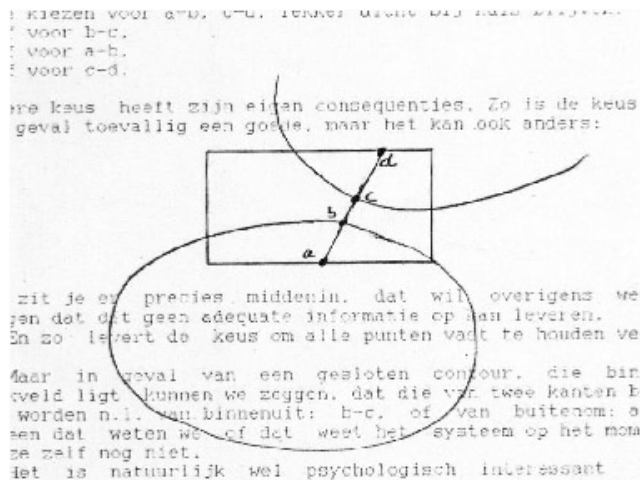 kiezen voor a-b, c-d, lekker dicht bij huis blijven.
voor b-c.
voor a-b.
voor c-d.
ere keus heeft zijn eigen consequenties. Zo is de keus
geval toevallig een goede, maar het kan ook anders:
d
c
b
a
zit je er precies middenin, dat wil overigens we
gen dat dit geen adequate informatie op kan leveren.
En zo levert de keus om alle punten vast te houden ve
Maar in geval van een gesloten contour, die bin
kveld ligt kunnen we zeggen, dat die van twee kanten b
worden n.l. van binnenuit: b-c, of van buitenom: a
een dat weten we of dat weet het systeem op het mom
ze zelf nog niet.
Het is natuurlijk wel psychologisch interessant